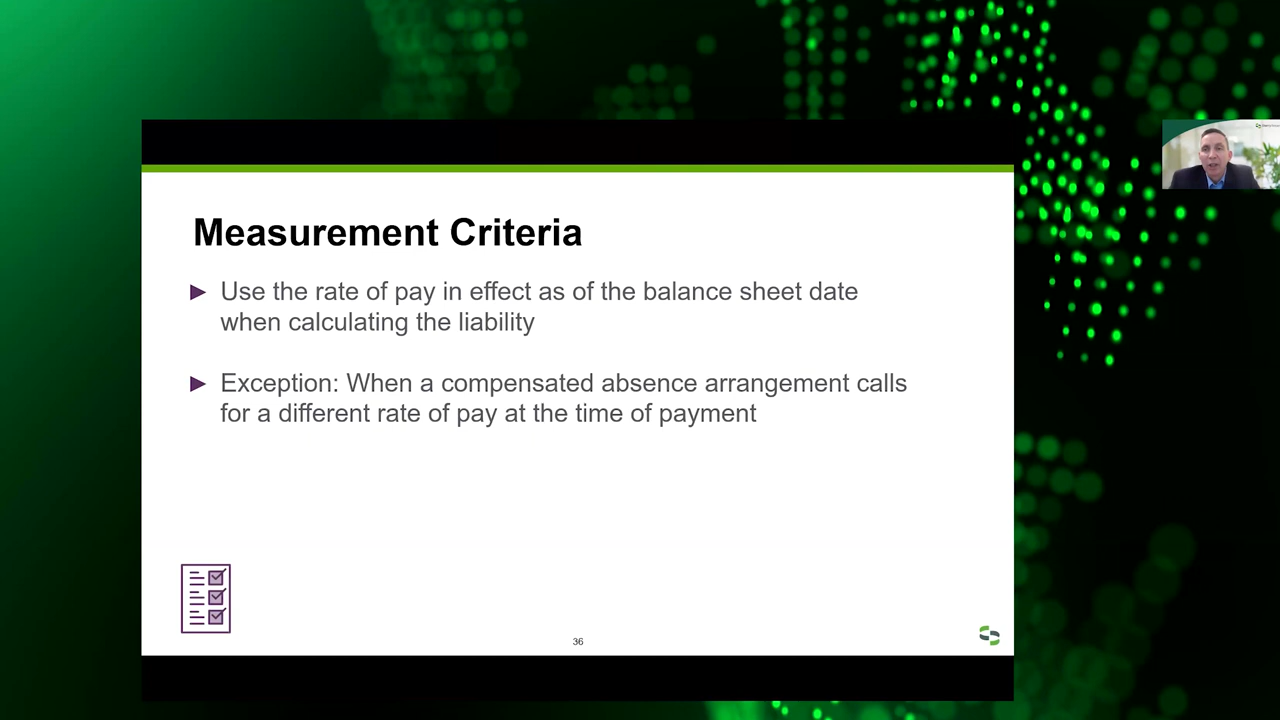 Measurement Criteria
Use the rate of pay in effect as of the balance sheet date
when calculating the liability
Exception: When a compensated absence arrangement calls
for a different rate of pay at the time of payment
36